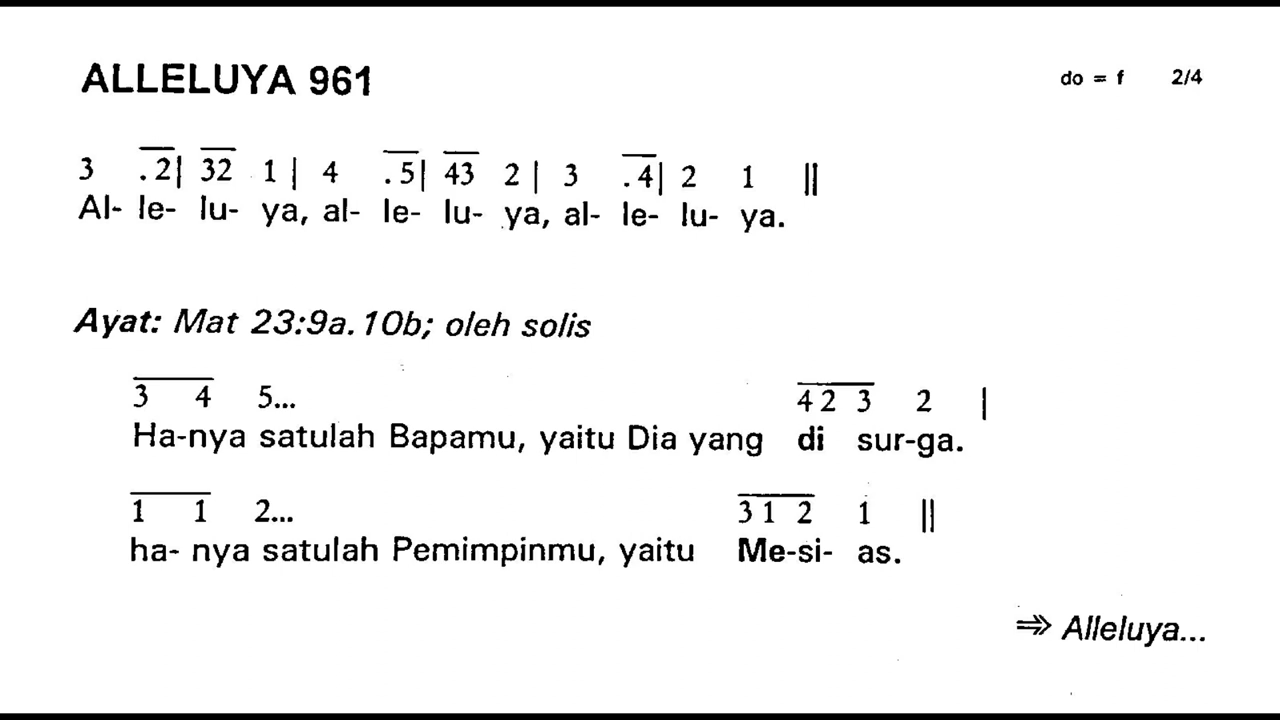 ALLELUYA 961 do = f 2/4
3 .2| 32 1 | 4 .5| 43 2 | 3 .4| 2 1 ||
Al- le- lu- ya, al- le- lu- ya, al- le- lu- ya.
Ayat: Mat 23:9a.10b; oleh solis
3 4 5... 4 2 3 2 |
Ha-nya satulah Bapamu, yaitu Dia yang di sur-ga.
1 1 2... 3 1 2 1 ||
ha- nya satulah Pemimpinmu, yaitu Me-si- as.
⇒ Alleluya...